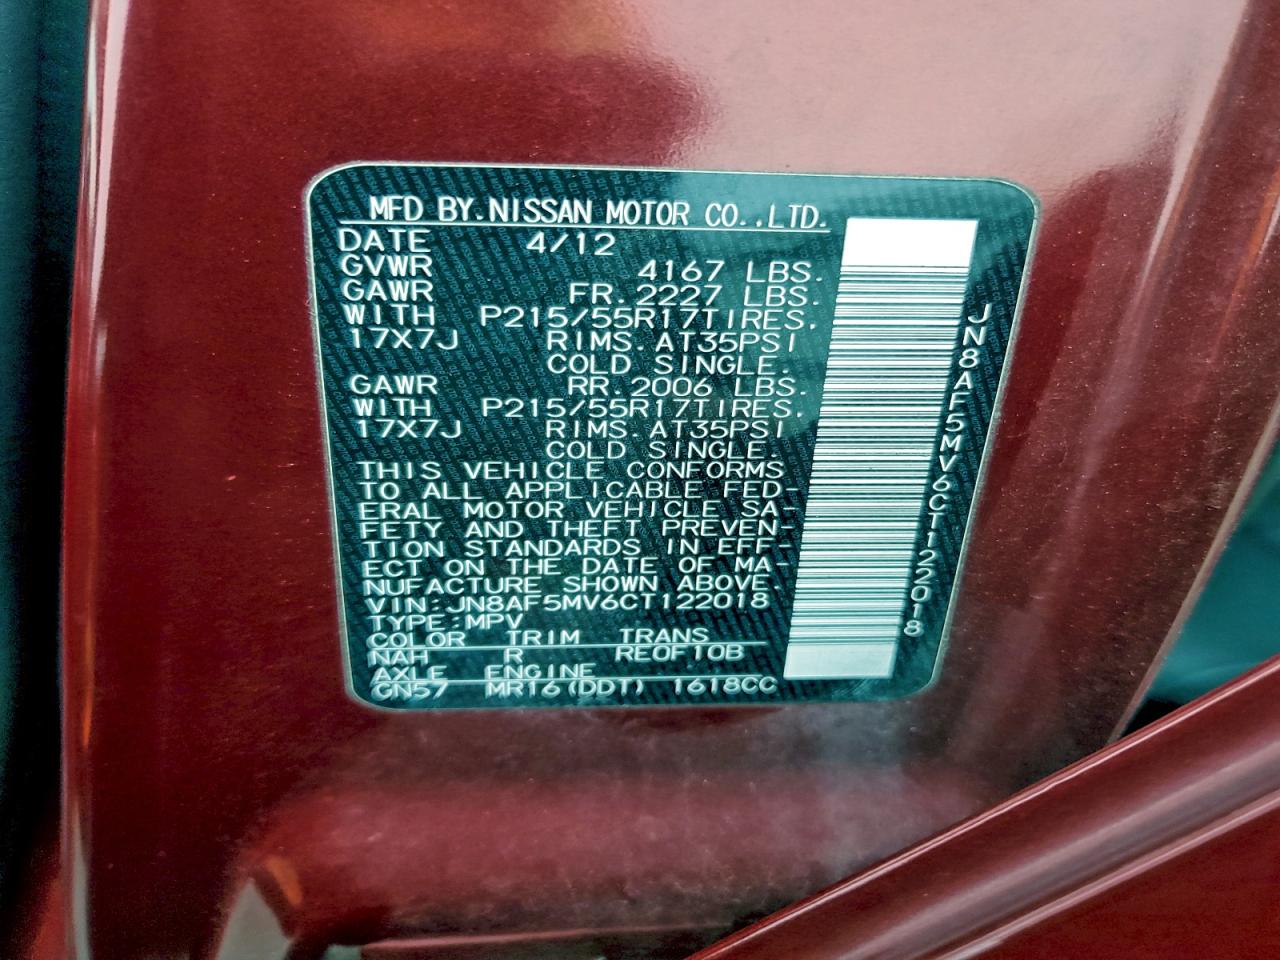 MFD BY.NISSAN MOTOR CO.,LTD.
DATE 4/12
GVWR 4167 LBS.
GAWR FR.2227 LBS.
WITH P215/55R17TIRES,
17X7J RIMS.AT35PSI
COLD SINGLE.
GAWR RR.2006 LBS.
WITH P215/55R17TIRES.
17X7J RIMS.AT35PSI
COLD SINGLE.
THIS VEHICLE CONFORMS
TO ALL APPLICABLE FED-
ERAL MOTOR VEHICLE SA-
FETY AND THEFT PREVEN-
TION STANDARDS IN EFF-
ECT ON THE DATE OF MA-
NUFACTURE SHOWN ABOVE.
VIN:JN8AF5MV6CT122018
TYPE:MPV
COLOR TRIM TRANS
NAH R RE0F10B
AXLE ENGINE
GN57 MR16(DDT) 1618CC
JN8AF5MV6CT122018